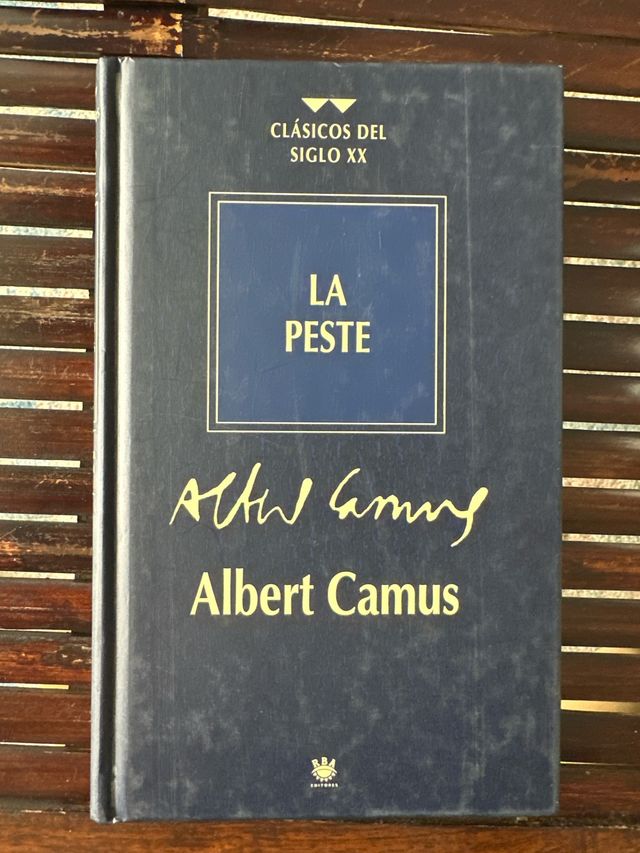 CLÁSICOS DEL
SIGLO XX
LA
PESTE
Albert Camus
Albert Camus
RBA
EDITORES